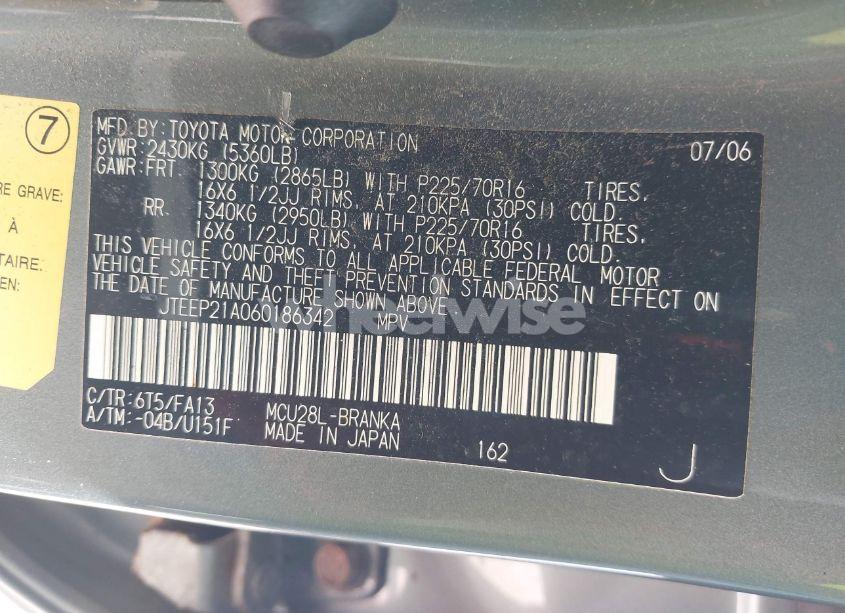 7
RE GRAVE:
À
TAIRE.
EN:
MFD BY:TOYOTA MOTOR CORPORATION 07/06
GVWR:2430KG (5360LB)
GAWR:FRT. 1300KG (2865LB) WITH P225/70R16 TIRES,
16X6 1/2JJ RIMS, AT 210KPA (30PSI) COLD.
RR. 1340KG (2950LB) WITH P225/70R16 TIRES,
16X6 1/2JJ RIMS, AT 210KPA (30PSI) COLD.
THIS VEHICLE CONFORMS TO ALL APPLICABLE FEDERAL MOTOR
VEHICLE SAFETY AND THEFT PREVENTION STANDARDS IN EFFECT ON
THE DATE OF MANUFACTURE SHOWN ABOVE.
JTEEP21A060186342 MPV
wheelwise
C/TR:6T5/FA13 MCU28L-BRANKA
A/TM:-04B/U151F MADE IN JAPAN
162
J